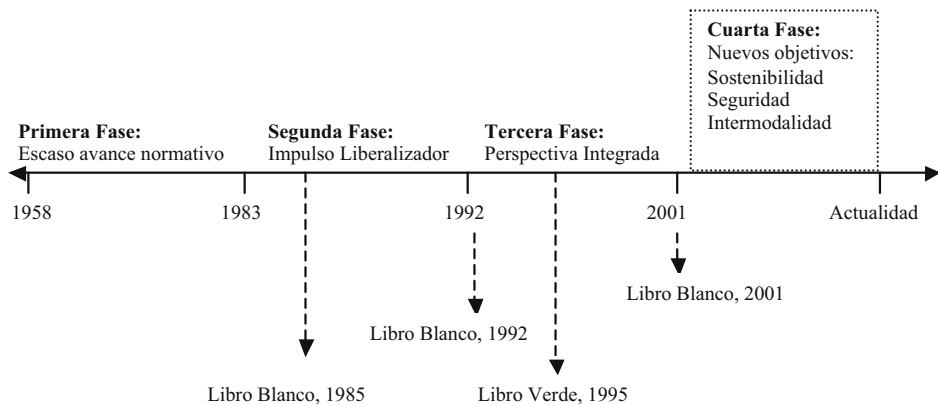 Cuarta Fase:
Nuevos objetivos:
Sostenibilidad
Seguridad
Intermodalidad
Primera Fase:
Escaso avance normativo
Segunda Fase:
Impulso Liberalizador
Tercera Fase:
Perspectiva Integrada
1958
1983
1992
2001
Actualidad
Libro Blanco, 2001
Libro Blanco, 1992
Libro Blanco, 1985
Libro Verde, 1995